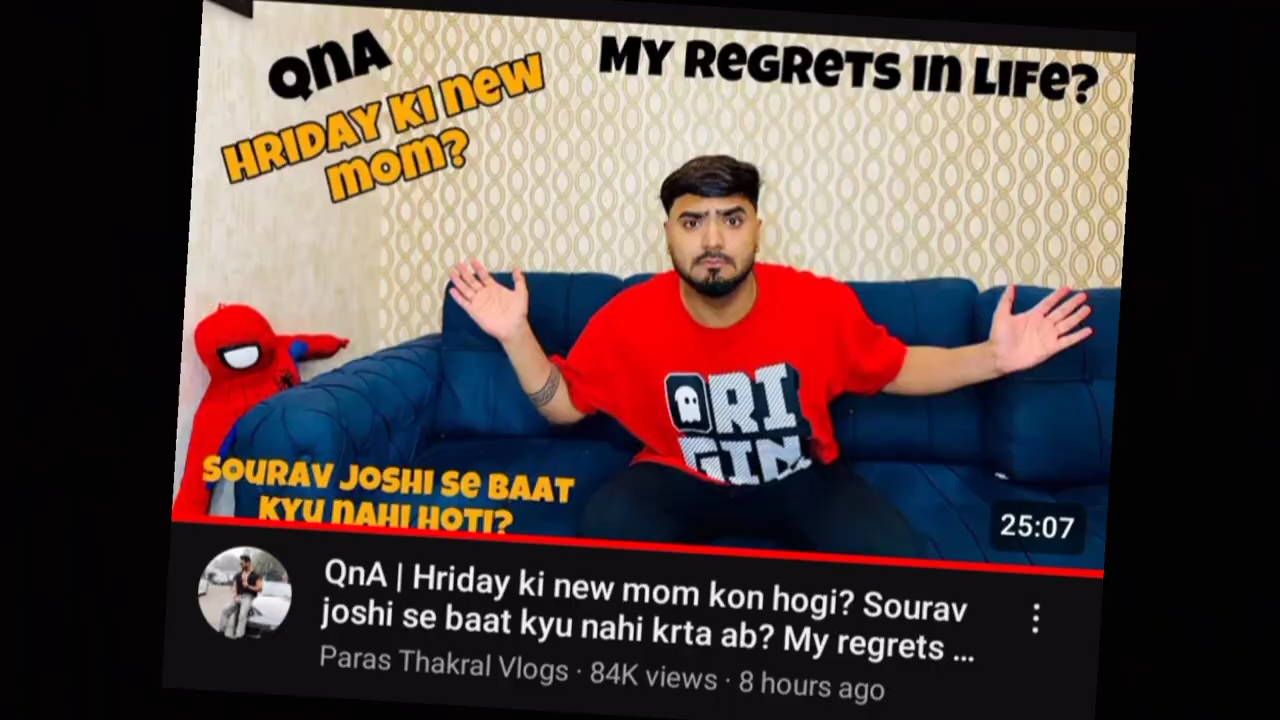 QnA
HRIDAY KI new
mom?
MY REGRETS IN LIFE?
ORI
GIN
SOURAV JOSHI Se BAAT
KYU NAHI HOTI?
25:07
QnA | Hriday ki new mom kon hogi? Sourav
joshi se baat kyu nahi krta ab? My regrets ...
Paras Thakral Vlogs · 84K views · 8 hours ago